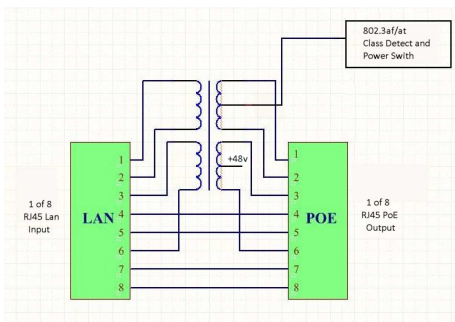 802.3af/at
Class Detect and
Power Swith
+48v
1
2
3
4
5
6
7
8
LAN
1 of 8
RJ45 Lan
Input
1
2
3
4
5
6
7
8
POE
1 of 8
RJ45 PoE
Output